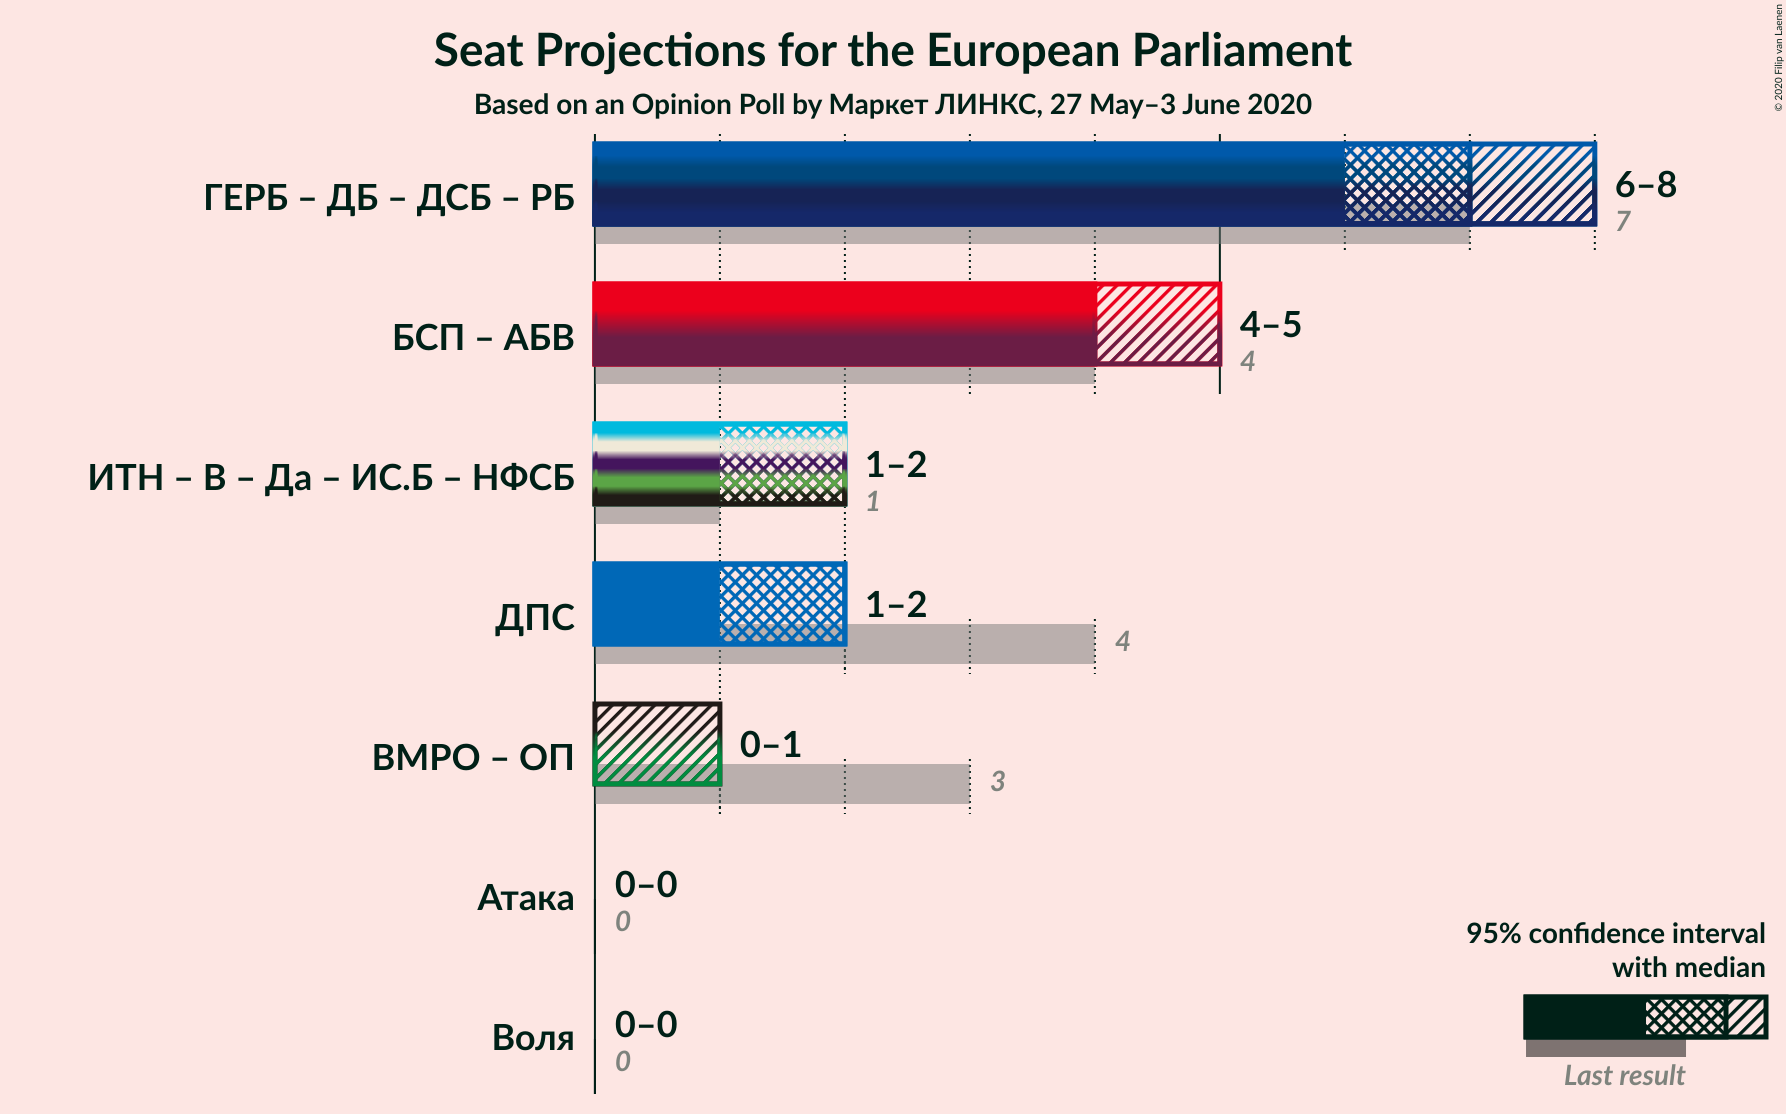 Seat Projections for the European Parliament
Based on an Opinion Poll by Маркет ЛИНКС, 27 May–3 June 2020
© 2020 Filip van Laenen
ГЕРБ – ДБ – ДСБ – РБ
6–8
7
БСП – АБВ
4–5
4
ИТН – В – Да – ИС.Б – НФСБ
1–2
1
ДПС
1–2
4
ВМРО – ОП
0–1
3
Атака
0–0
0
Воля
0–0
0
95% confidence interval
with median
Last result